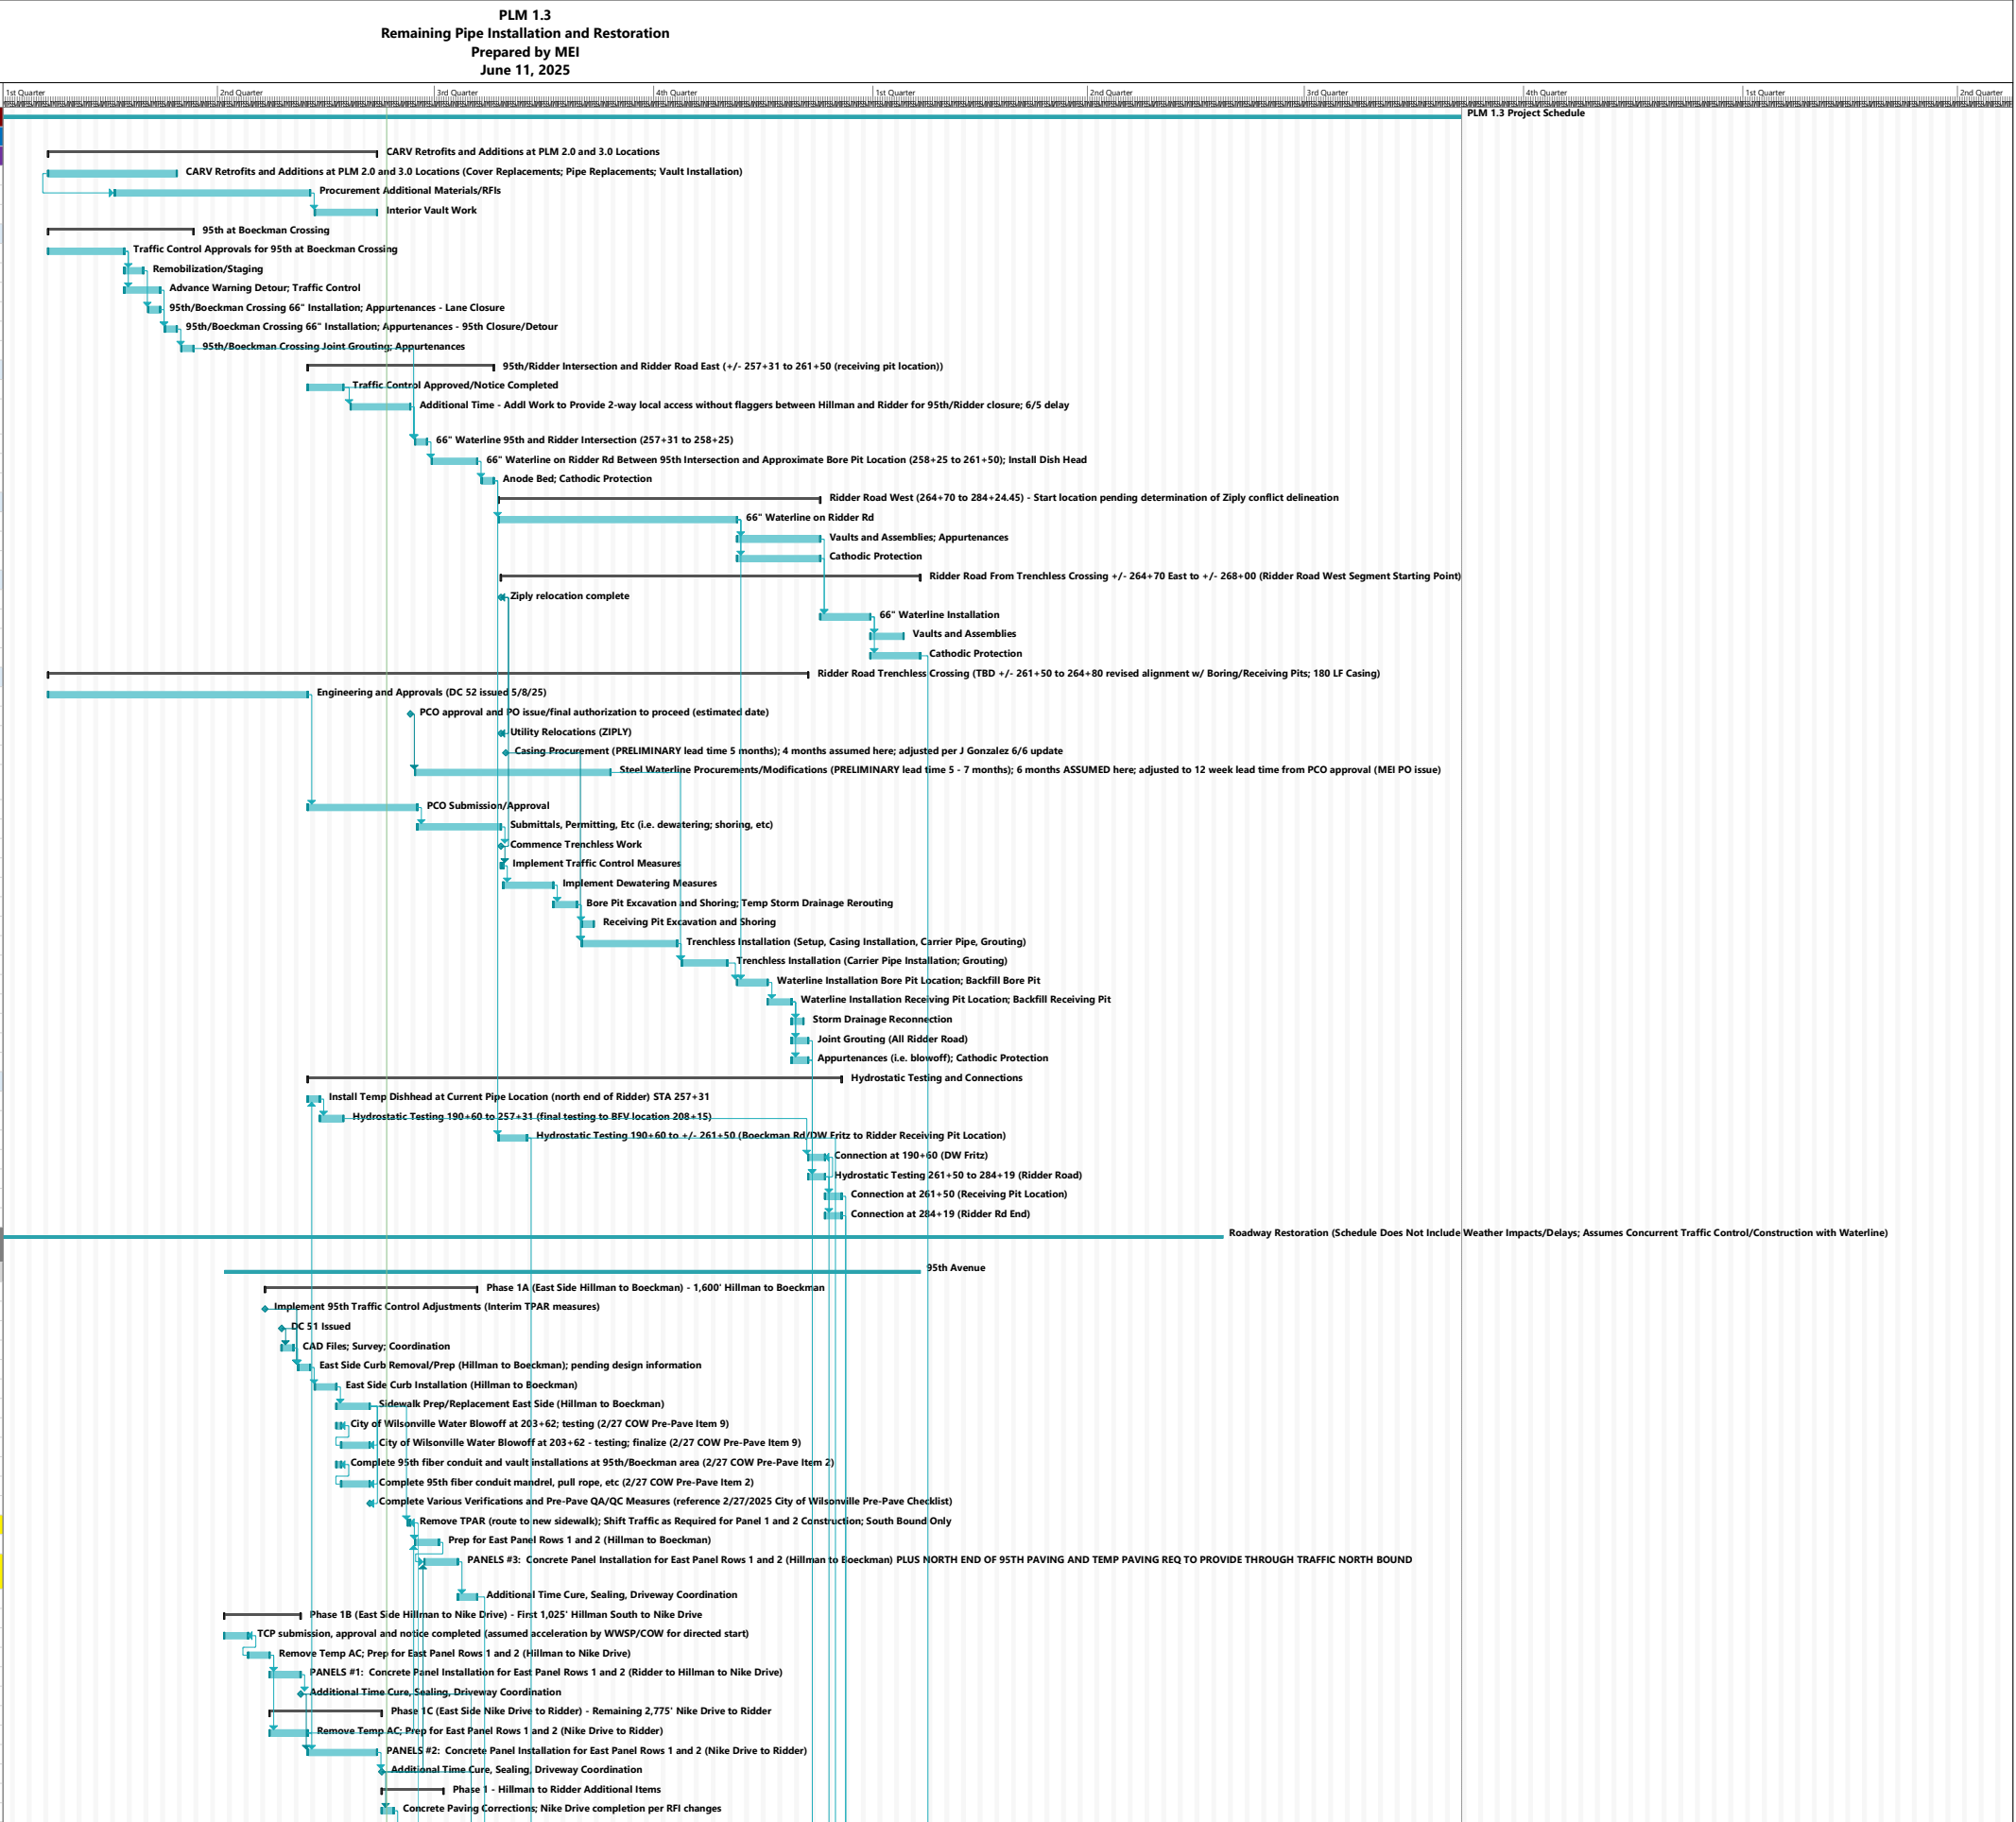 PLM 1.3
Remaining Pipe Installation and Restoration
Prepared by MEI
June 11, 2025
1st Quarter 2nd Quarter 3rd Quarter 4th Quarter 1st Quarter 2nd Quarter 3rd Quarter 4th Quarter 1st Quarter 2nd Quarter
PLM 1.3 Project Schedule
CARV Retrofits and Additions at PLM 2.0 and 3.0 Locations
CARV Retrofits and Additions at PLM 2.0 and 3.0 Locations (Cover Replacements; Pipe Replacements; Vault Installation)
Procurement Additional Materials/RFIs
Interior Vault Work
95th at Boeckman Crossing
Traffic Control Approvals for 95th at Boeckman Crossing
Remobilization/Staging
Advance Warning Detour; Traffic Control
95th/Boeckman Crossing 66" Installation; Appurtenances - Lane Closure
95th/Boeckman Crossing 66" Installation; Appurtenances - 95th Closure/Detour
95th/Boeckman Crossing Joint Grouting; Appurtenances
95th/Ridder Intersection and Ridder Road East (+/- 257+31 to 261+50 (receiving pit location))
Traffic Control Approved/Notice Completed
Additional Time - Addl Work to Provide 2-way local access without flaggers between Hillman and Ridder for 95th/Ridder closure; 6/5 delay
66" Waterline 95th and Ridder Intersection (257+31 to 258+25)
66" Waterline on Ridder Rd Between 95th Intersection and Approximate Bore Pit Location (258+25 to 261+50); Install Dish Head
Anode Bed; Cathodic Protection
Ridder Road West (264+70 to 284+24.45) - Start location pending determination of Ziply conflict delineation
66" Waterline on Ridder Rd
Vaults and Assemblies; Appurtenances
Cathodic Protection
Ridder Road From Trenchless Crossing +/- 264+70 East to +/- 268+00 (Ridder Road West Segment Starting Point)
Ziply relocation complete
66" Waterline Installation
Vaults and Assemblies
Cathodic Protection
Ridder Road Trenchless Crossing (TBD +/- 261+50 to 264+80 revised alignment w/ Boring/Receiving Pits; 180 LF Casing)
Engineering and Approvals (DC 52 issued 5/8/25)
PCO approval and PO issue/final authorization to proceed (estimated date)
Utility Relocations (ZIPLY)
Casing Procurement (PRELIMINARY lead time 5 months); 4 months assumed here; adjusted per J Gonzalez 6/6 update
Steel Waterline Procurements/Modifications (PRELIMINARY lead time 5 - 7 months); 6 months ASSUMED here; adjusted to 12 week lead time from PCO approval (MEI PO issue)
PCO Submission/Approval
Submittals, Permitting, Etc (i.e. dewatering; shoring, etc)
Commence Trenchless Work
Implement Traffic Control Measures
Implement Dewatering Measures
Bore Pit Excavation and Shoring; Temp Storm Drainage Rerouting
Receiving Pit Excavation and Shoring
Trenchless Installation (Setup, Casing Installation, Carrier Pipe, Grouting)
Trenchless Installation (Carrier Pipe Installation; Grouting)
Waterline Installation Bore Pit Location; Backfill Bore Pit
Waterline Installation Receiving Pit Location; Backfill Receiving Pit
Storm Drainage Reconnection
Joint Grouting (All Ridder Road)
Appurtenances (i.e. blowoff); Cathodic Protection
Hydrostatic Testing and Connections
Install Temp Dishhead at Current Pipe Location (north end of Ridder) STA 257+31
Hydrostatic Testing 190+60 to 257+31 (final testing to BFV location 208+15)
Hydrostatic Testing 190+60 to +/- 261+50 (Boeckman Rd/DW Fritz to Ridder Receiving Pit Location)
Connection at 190+60 (DW Fritz)
Hydrostatic Testing 261+50 to 284+19 (Ridder Road)
Connection at 261+50 (Receiving Pit Location)
Connection at 284+19 (Ridder Rd End)
Roadway Restoration (Schedule Does Not Include Weather Impacts/Delays; Assumes Concurrent Traffic Control/Construction with Waterline)
95th Avenue
Phase 1A (East Side Hillman to Boeckman) - 1,600' Hillman to Boeckman
Implement 95th Traffic Control Adjustments (Interim TPAR measures)
DC 51 Issued
CAD Files; Survey; Coordination
East Side Curb Removal/Prep (Hillman to Boeckman); pending design information
East Side Curb Installation (Hillman to Boeckman)
Sidewalk Prep/Replacement East Side (Hillman to Boeckman)
City of Wilsonville Water Blowoff at 203+62; testing (2/27 COW Pre-Pave Item 9)
City of Wilsonville Water Blowoff at 203+62 - testing; finalize (2/27 COW Pre-Pave Item 9)
Complete 95th fiber conduit and vault installations at 95th/Boeckman area (2/27 COW Pre-Pave Item 2)
Complete 95th fiber conduit mandrel, pull rope, etc (2/27 COW Pre-Pave Item 2)
Complete Various Verifications and Pre-Pave QA/QC Measures (reference 2/27/2025 City of Wilsonville Pre-Pave Checklist)
Remove TPAR (route to new sidewalk); Shift Traffic as Required for Panel 1 and 2 Construction; South Bound Only
Prep for East Panel Rows 1 and 2 (Hillman to Boeckman)
PANELS #3: Concrete Panel Installation for East Panel Rows 1 and 2 (Hillman to Boeckman) PLUS NORTH END OF 95TH PAVING AND TEMP PAVING REQ TO PROVIDE THROUGH TRAFFIC NORTH BOUND
Additional Time Cure, Sealing, Driveway Coordination
Phase 1B (East Side Hillman to Nike Drive) - First 1,025' Hillman South to Nike Drive
TCP submission, approval and notice completed (assumed acceleration by WWSP/COW for directed start)
Remove Temp AC; Prep for East Panel Rows 1 and 2 (Hillman to Nike Drive)
PANELS #1: Concrete Panel Installation for East Panel Rows 1 and 2 (Ridder to Hillman to Nike Drive)
Additional Time Cure, Sealing, Driveway Coordination
Phase 1C (East Side Nike Drive to Ridder) - Remaining 2,775' Nike Drive to Ridder
Remove Temp AC; Prep for East Panel Rows 1 and 2 (Nike Drive to Ridder)
PANELS #2: Concrete Panel Installation for East Panel Rows 1 and 2 (Nike Drive to Ridder)
Additional Time Cure, Sealing, Driveway Coordination
Phase 1 - Hillman to Ridder Additional Items
Concrete Paving Corrections; Nike Drive completion per RFI changes